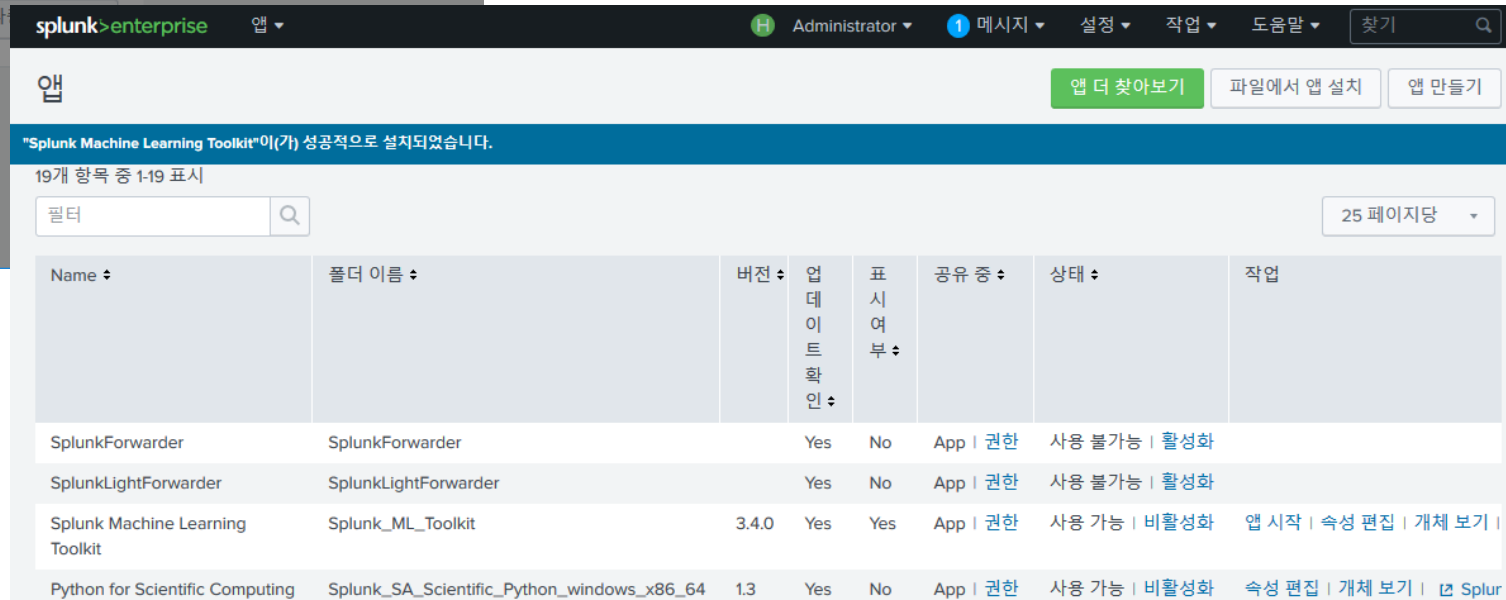 splunk>enterprise 앱 H Administrator 1 메시지 설정 작업 도움말 찾기
앱 앱 더 찾아보기 파일에서 앱 설치 앱 만들기
"Splunk Machine Learning Toolkit"이(가) 성공적으로 설치되었습니다.
19개 항목 중 1-19 표시
필터 25 페이지당
Name 폴더 이름 버전 업데이트 확인 표시 여부 공유 중 상태 작업
SplunkForwarder SplunkForwarder Yes No App | 권한 사용 불가능 | 활성화
SplunkLightForwarder SplunkLightForwarder Yes No App | 권한 사용 불가능 | 활성화
Splunk Machine Learning Splunk_ML_Toolkit 3.4.0 Yes Yes App | 권한 사용 가능 | 비활성화 앱 시작 | 속성 편집 | 개체 보기 |
Toolkit
Python for Scientific Computing Splunk_SA_Scientific_Python_windows_x86_64 1.3 Yes No App | 권한 사용 가능 | 비활성화 속성 편집 | 개체 보기 |